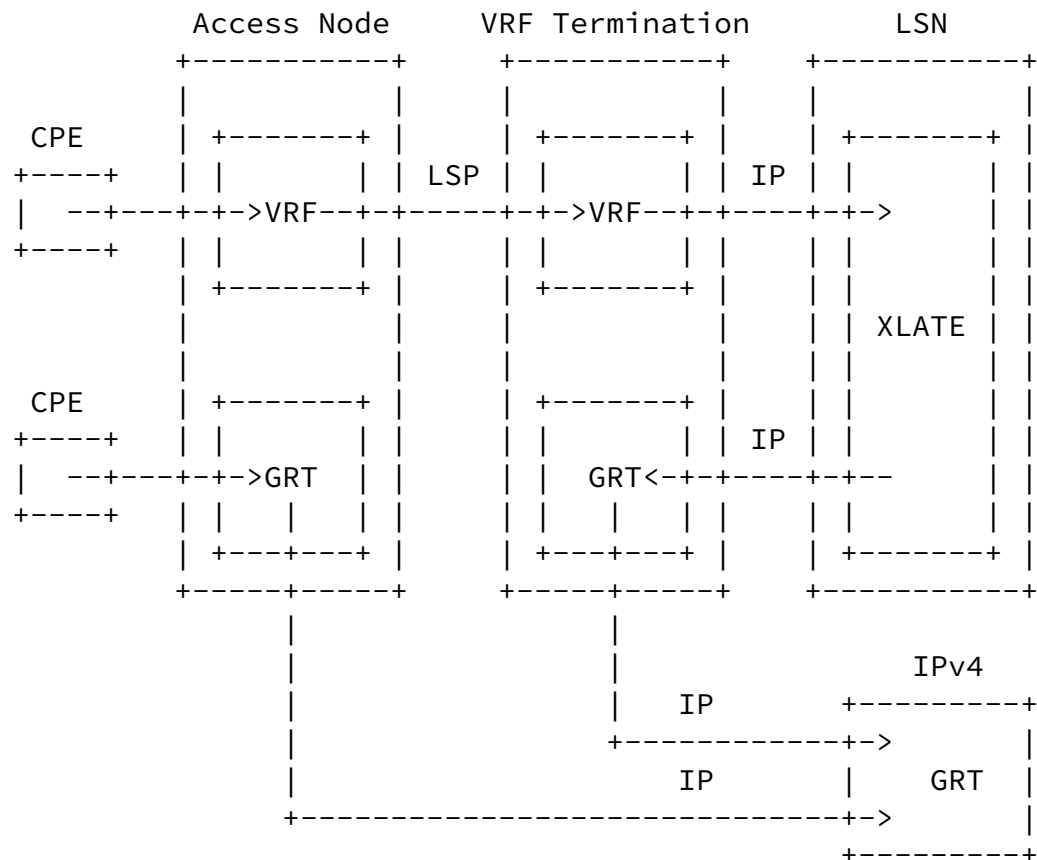 Access Node VRF Termination LSN
CPE
LSP IP
VRF VRF
XLATE
CPE
IP
GRT GRT
IPv4
IP
IP GRT